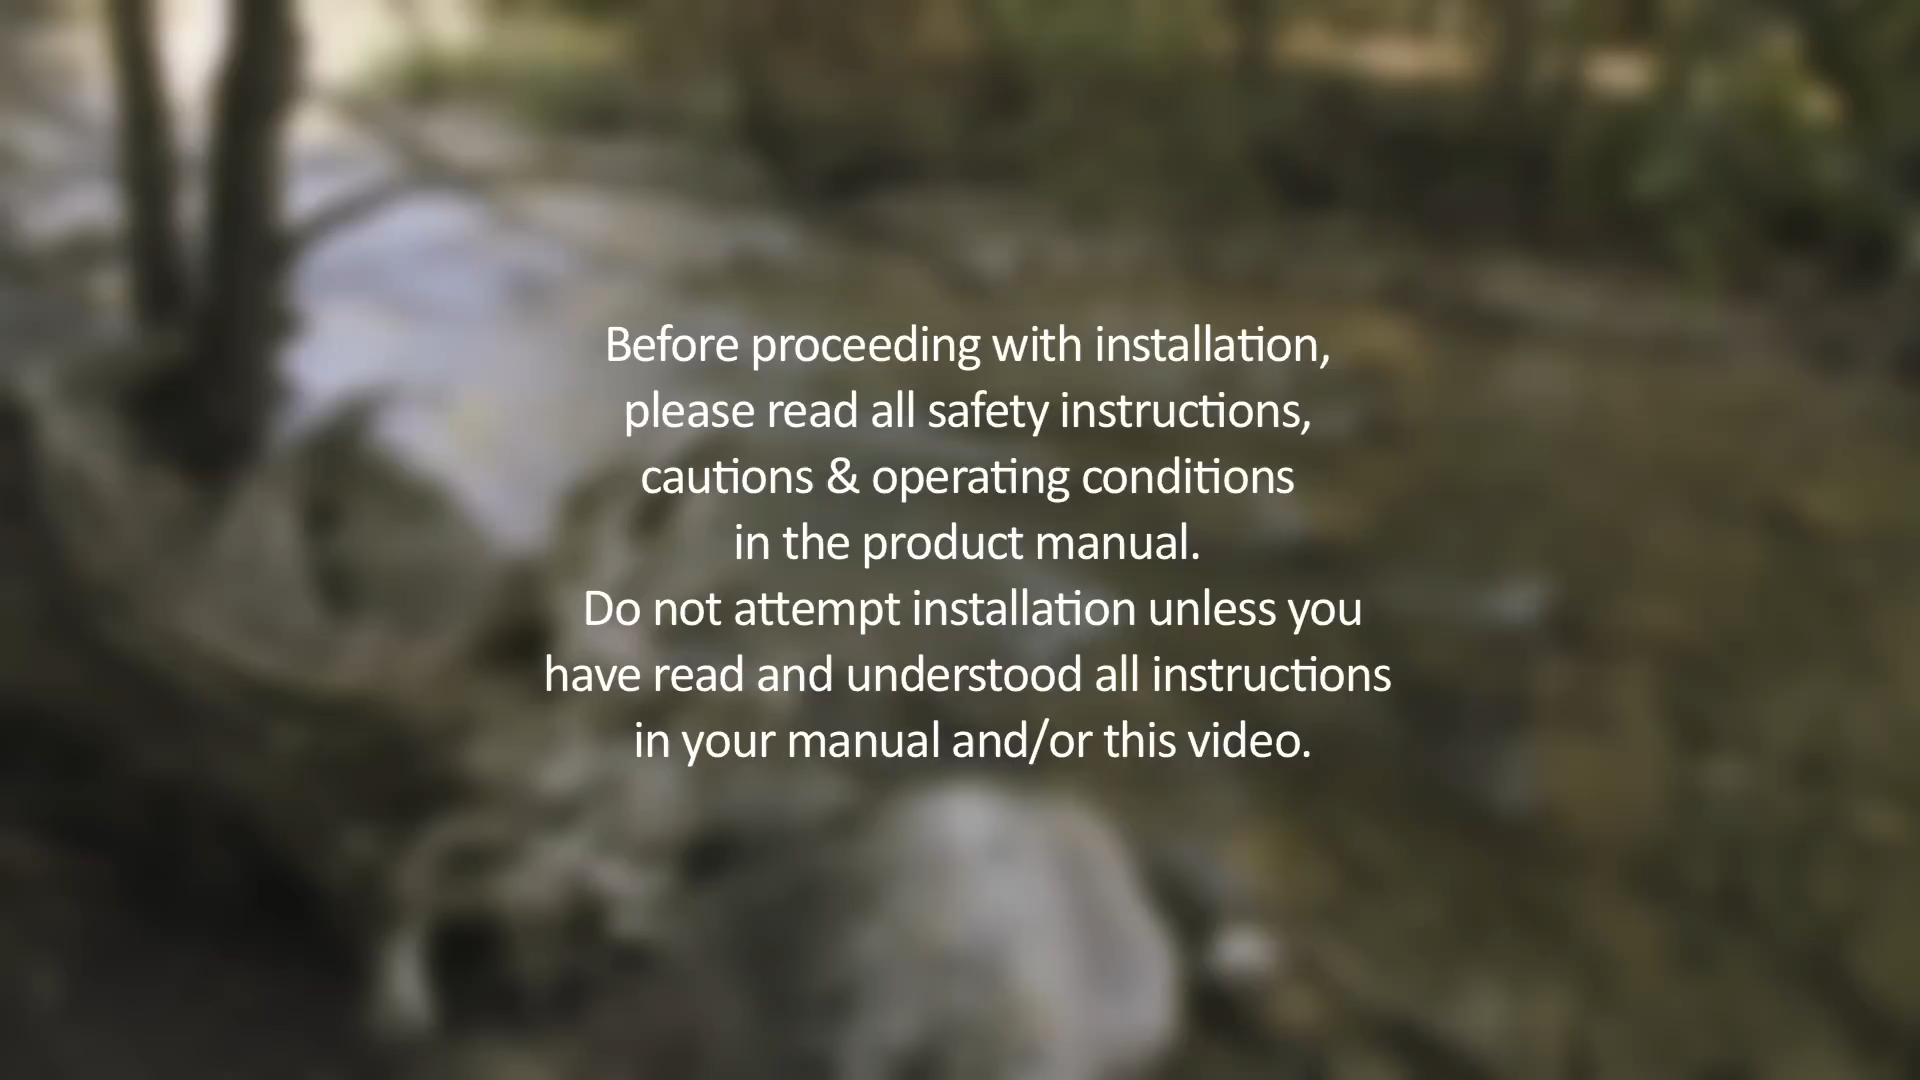 Before proceeding with installation,
please read all safety instructions,
cautions & operating conditions
in the product manual.
Do not attempt installation unless you
have read and understood all instructions
in your manual and/or this video.